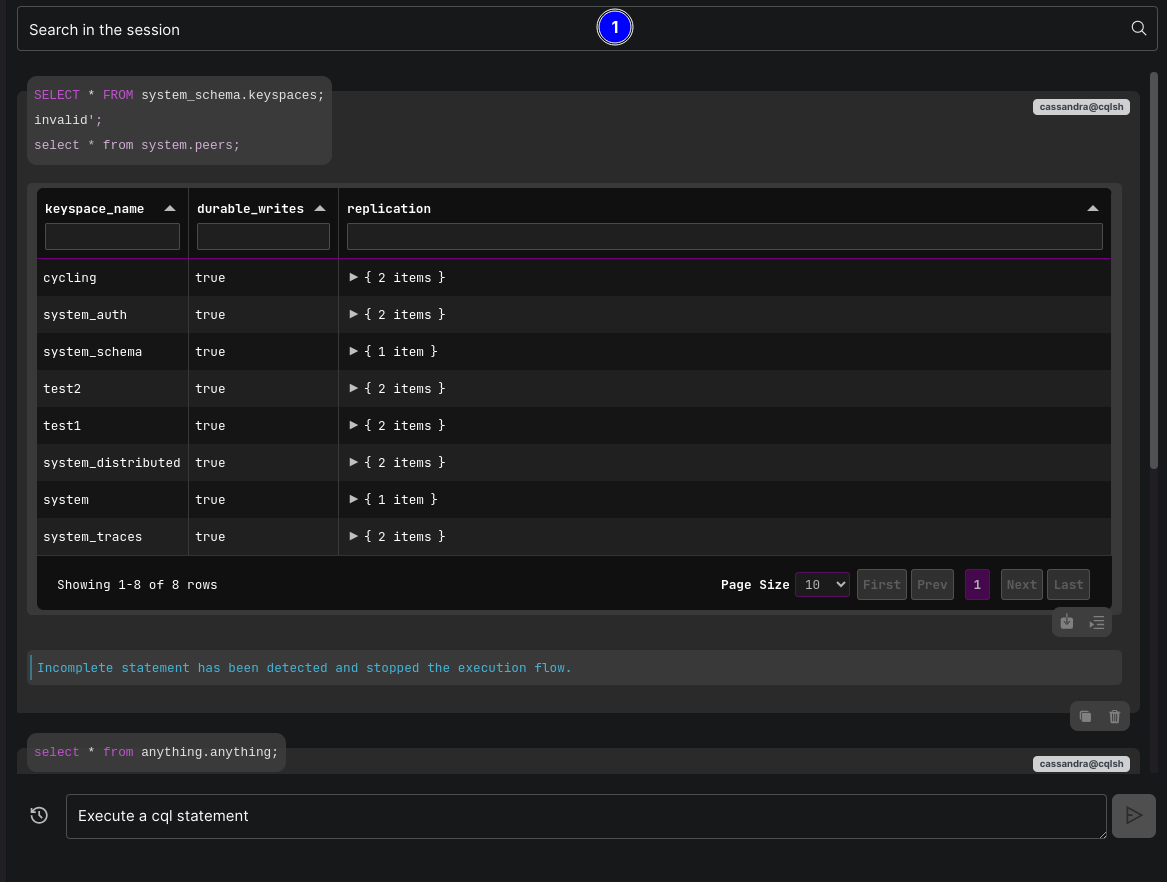 Search in the session
1
SELECT * FROM system_schema.keyspaces;
cassandra@cqlsh
invalid';
select * from system.peers;
keyspace_name durable_writes replication
cycling true ▶ { 2 items }
system_auth true ▶ { 2 items }
system_schema true ▶ { 1 item }
test2 true ▶ { 2 items }
test1 true ▶ { 2 items }
system_distributed true ▶ { 2 items }
system true ▶ { 1 item }
system_traces true ▶ { 2 items }
Showing 1-8 of 8 rows Page Size 10 First Prev 1 Next Last
Incomplete statement has been detected and stopped the execution flow.
select * from anything.anything;
cassandra@cqlsh
Execute a cql statement